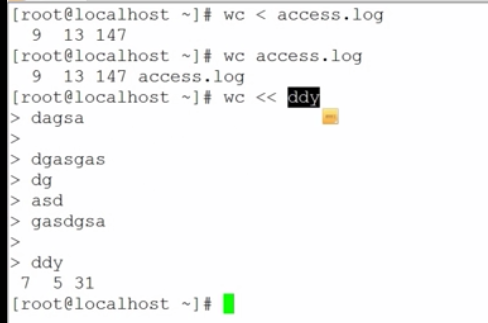 [root@localhost ~]# wc < access.log
  9  13 147
[root@localhost ~]# wc access.log
  9  13 147 access.log
[root@localhost ~]# wc << ddy
> dagsa
>
> dgasgas
> dg
> asd
> gasdgsa
>
> ddy
 7  5 31
[root@localhost ~]#